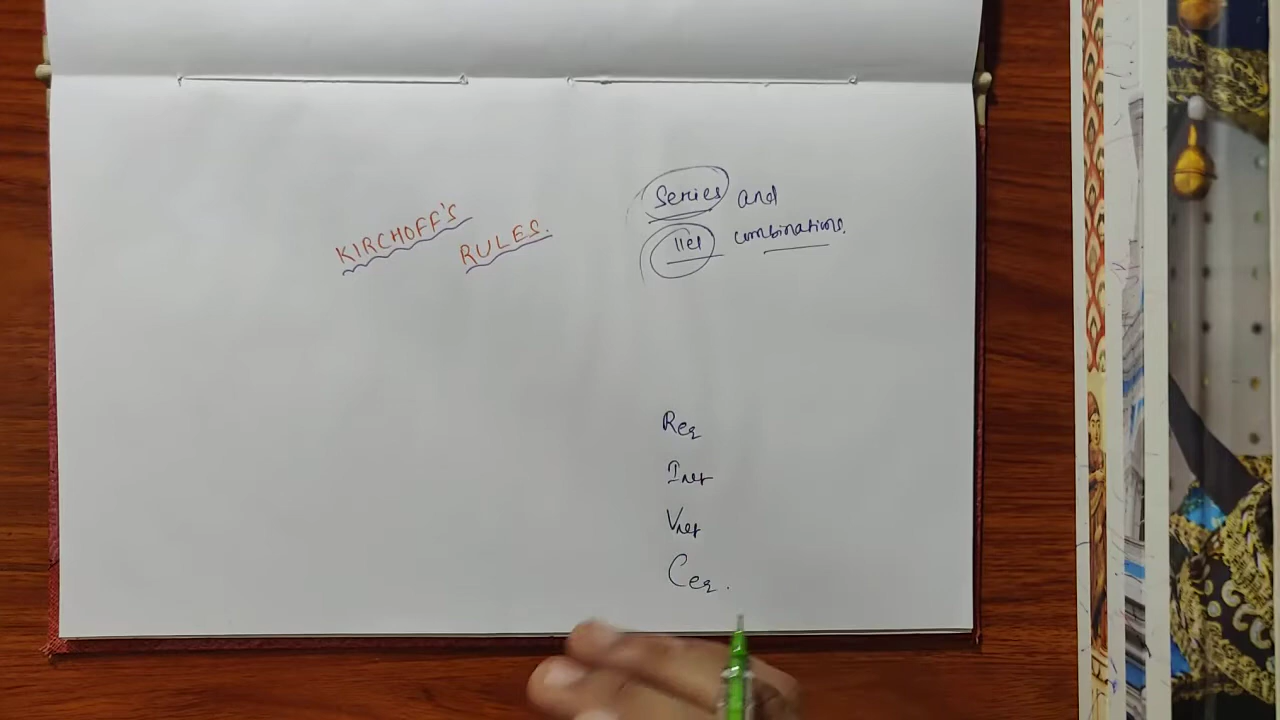 KIRCHOFF'S
RULES.
Series and
||el combinations.
Req
Inet
Vnet
Ceq.